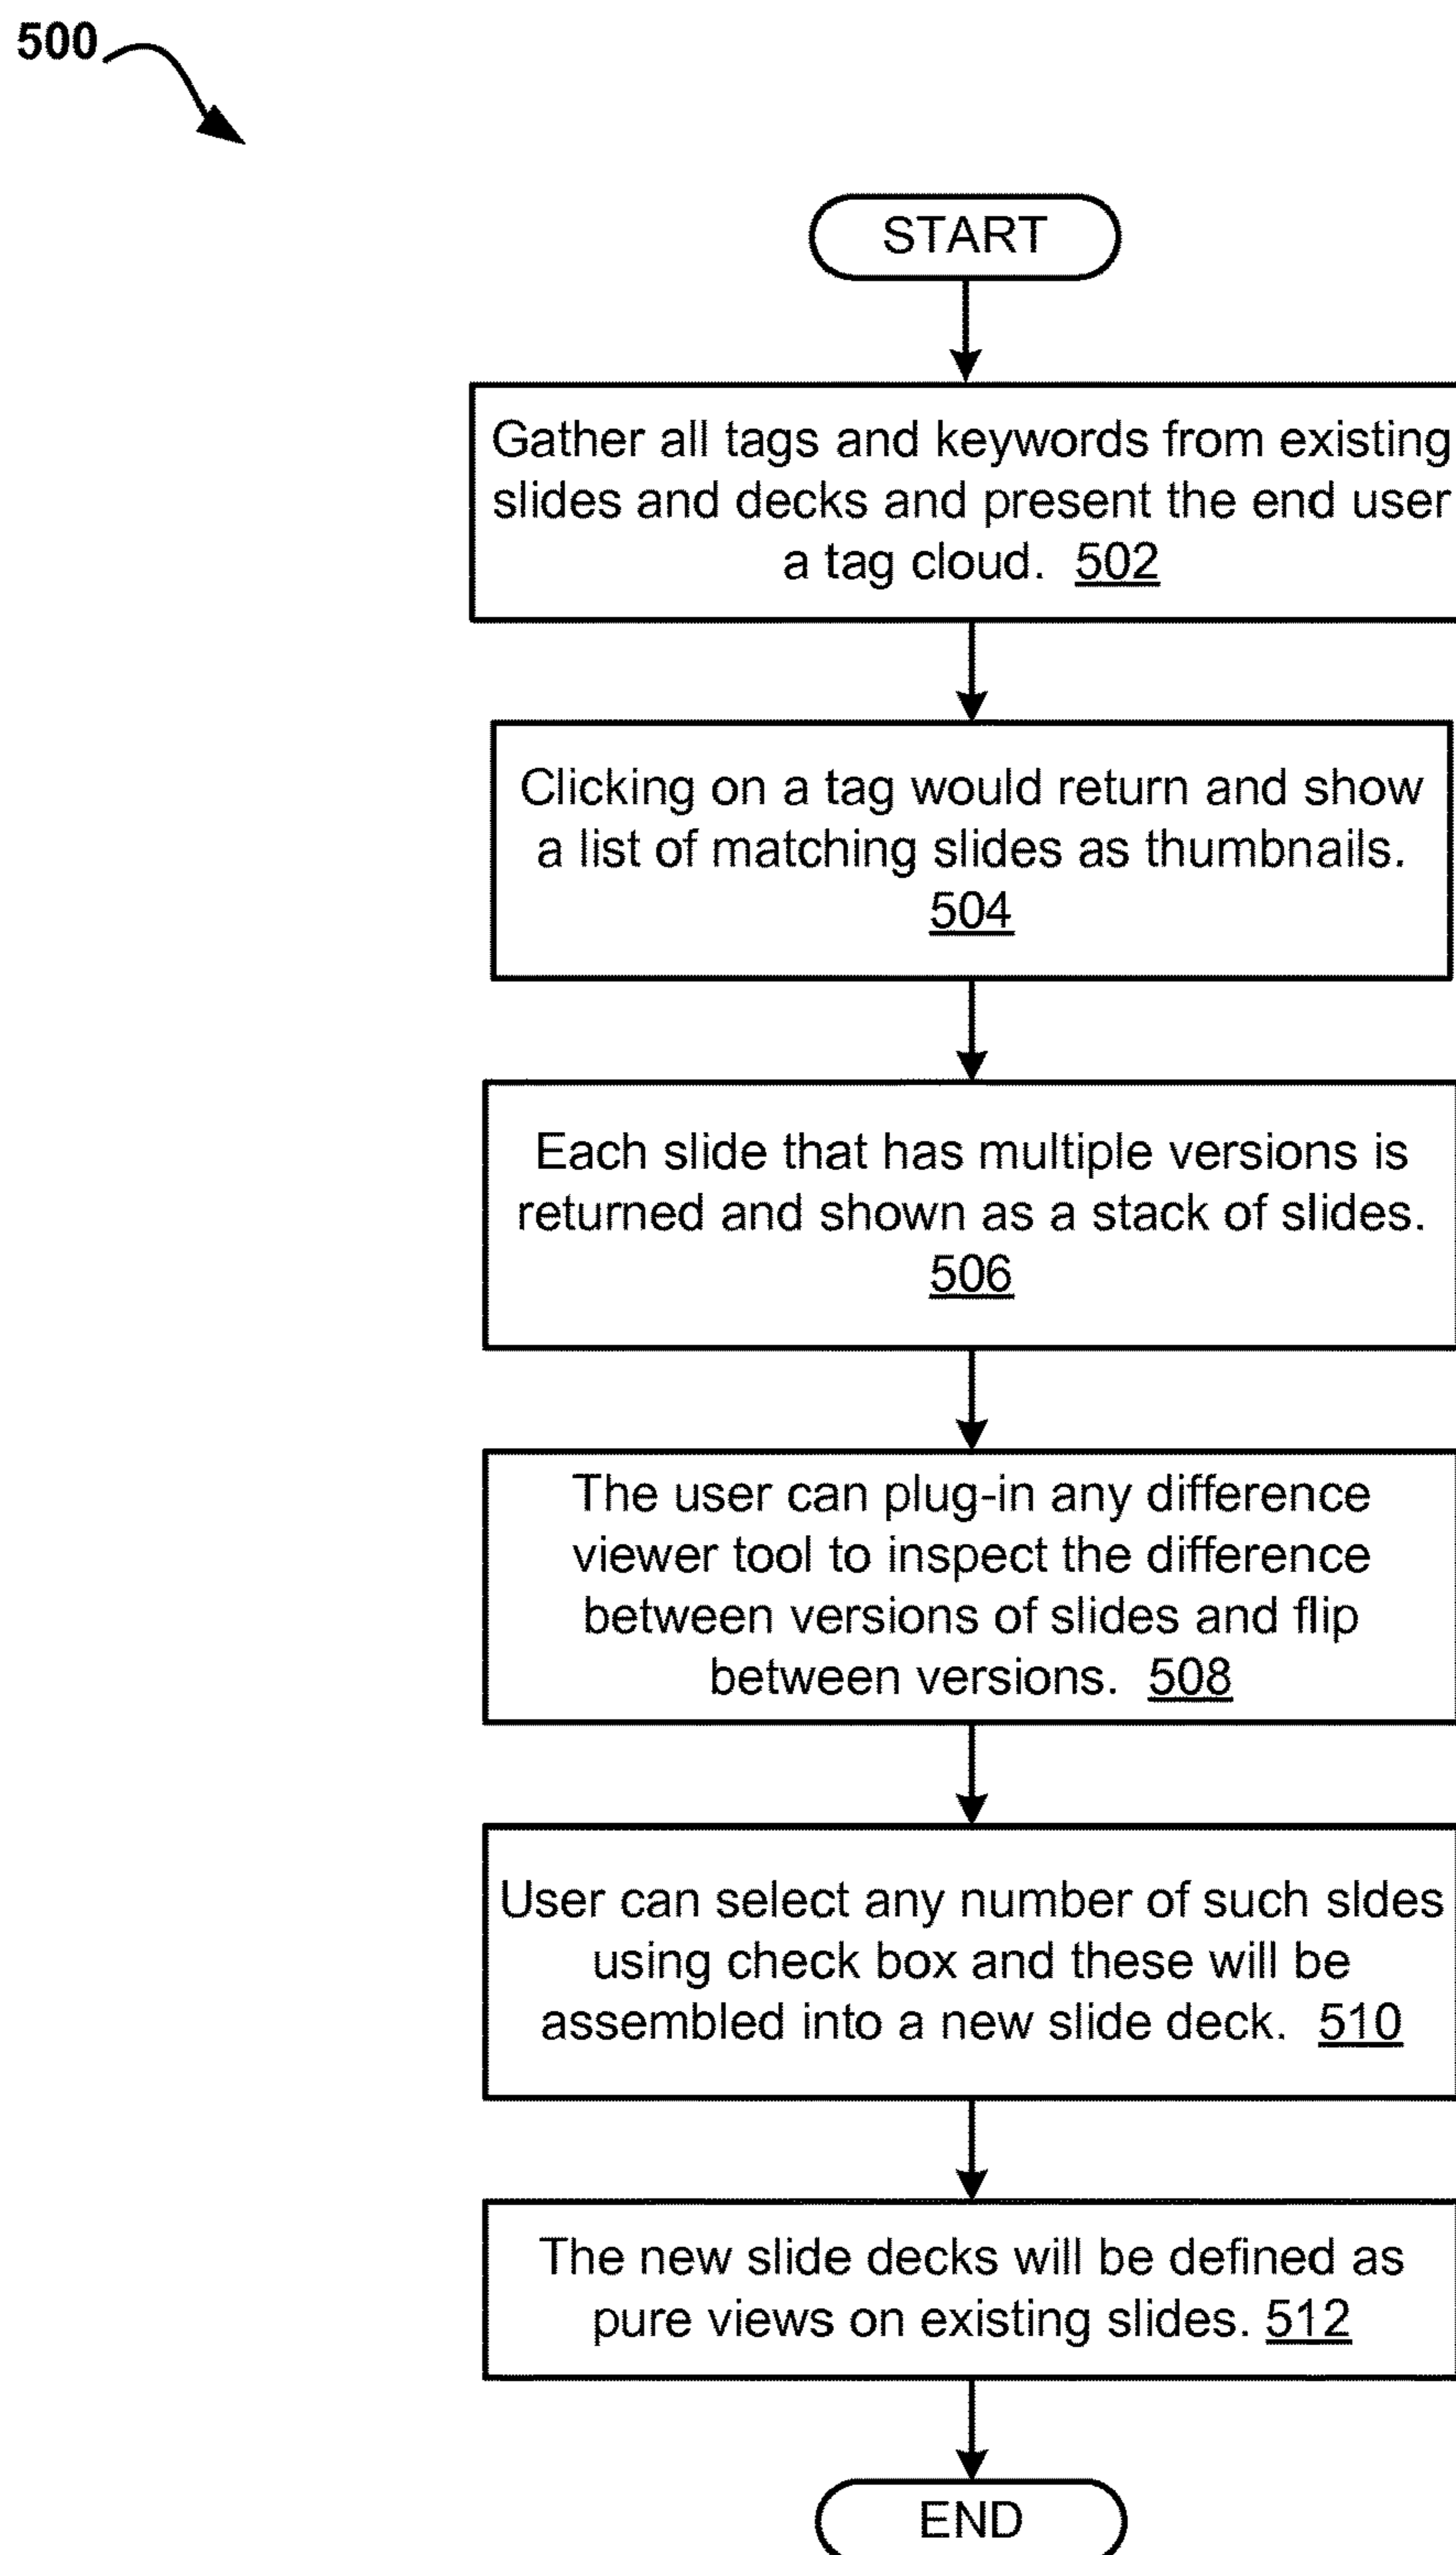 500
START
Gather all tags and keywords from existing
slides and decks and present the end user
a tag cloud. 502
Clicking on a tag would return and show
a list of matching slides as thumbnails.
504
Each slide that has multiple versions is
returned and shown as a stack of slides.
506
The user can plug-in any difference
viewer tool to inspect the difference
between versions of slides and flip
between versions. 508
User can select any number of such sldes
using check box and these will be
assembled into a new slide deck. 510
The new slide decks will be defined as
pure views on existing slides. 512
END